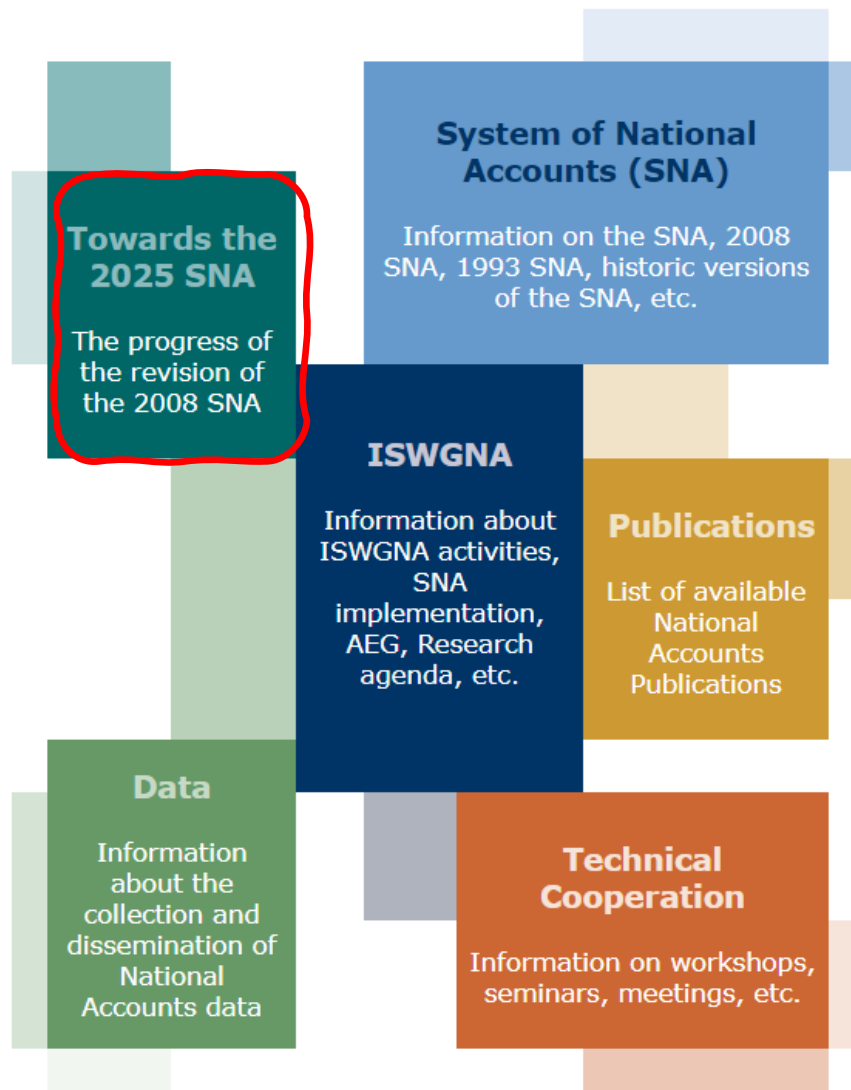 System of National
Accounts (SNA)
Information on the SNA, 2008
SNA, 1993 SNA, historic versions
of the SNA, etc.
Towards the
2025 SNA
The progress of
the revision of
the 2008 SNA
ISWGNA
Information about
ISWGNA activities,
SNA
implementation,
AEG, Research
agenda, etc.
Publications
List of available
National
Accounts
Publications
Data
Information
about the
collection and
dissemination of
National
Accounts data
Technical
Cooperation
Information on workshops,
seminars, meetings, etc.